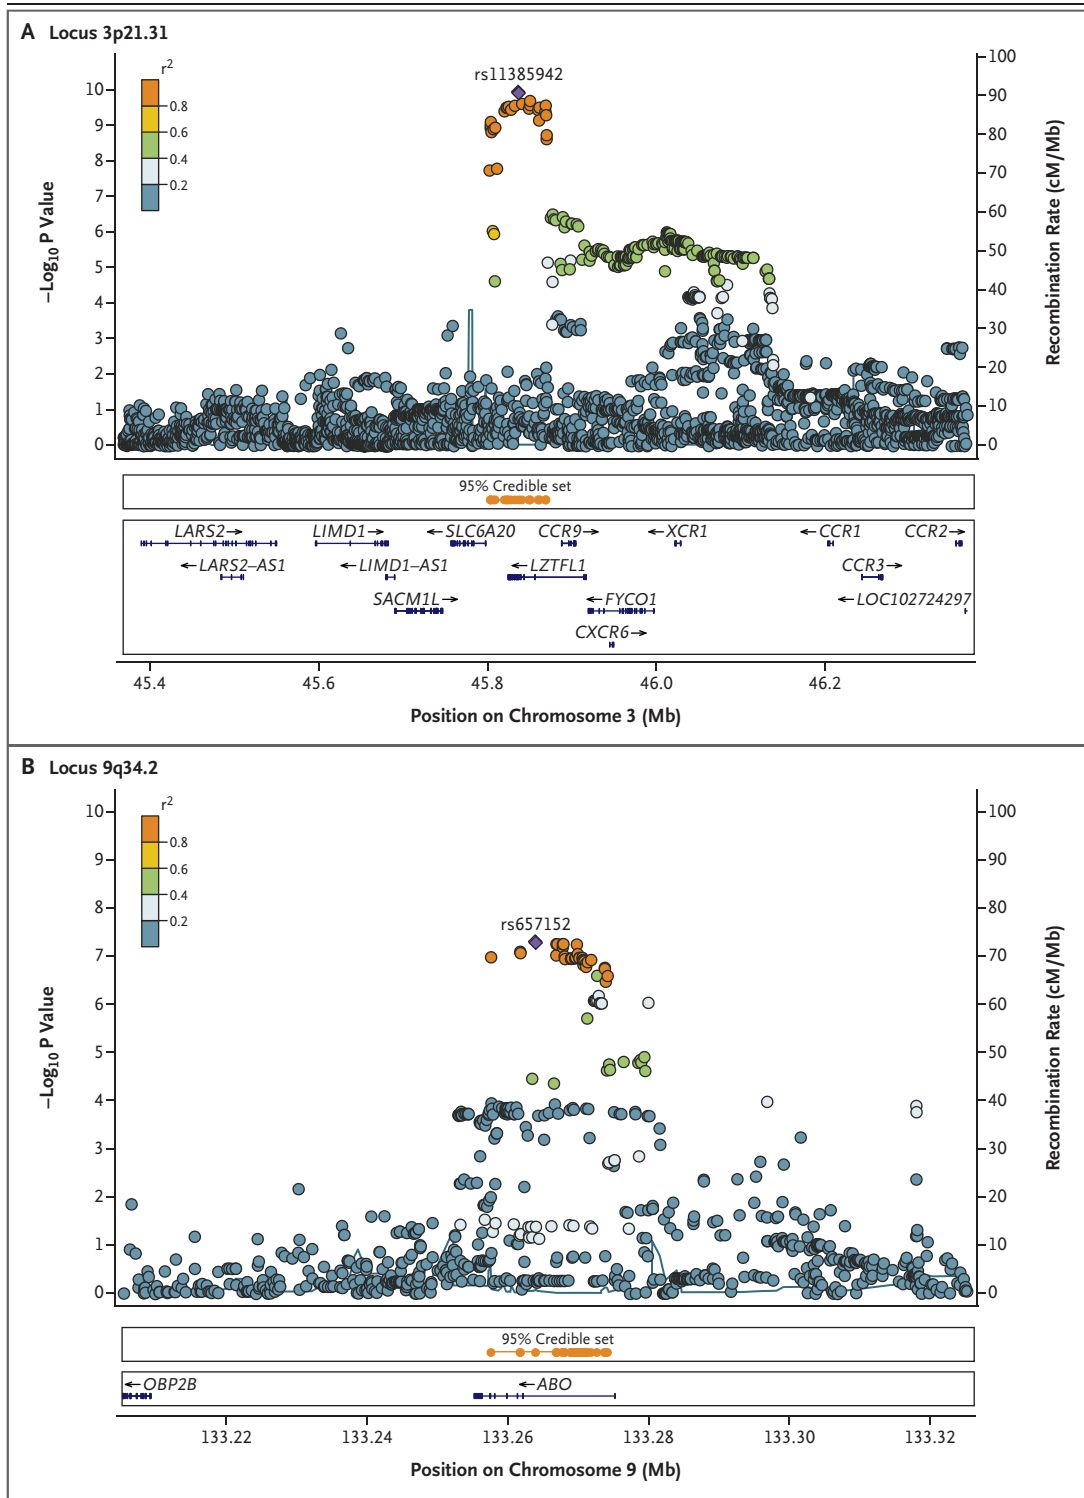 A Locus 3p21.31
r2
0.8
0.6
0.4
0.2
rs11385942
10
9
8
7
6
5
4
3
2
1
0
–Log10 P Value
100
90
80
70
60
50
40
30
20
10
0
Recombination Rate (cM/Mb)
95% Credible set
LARS2→ LIMD1→ ←SLC6A20 CCR9→ ←XCR1 ←CCR1 CCR2→
←LARS2–AS1 ←LIMD1–AS1 ←LZTFL1 CCR3→
SACM1L→ ←FYCO1 ←LOC102724297
CXCR6→
45.4 45.6 45.8 46.0 46.2
Position on Chromosome 3 (Mb)
B Locus 9q34.2
r2
0.8
0.6
0.4
0.2
rs657152
10
9
8
7
6
5
4
3
2
1
0
–Log10 P Value
100
90
80
70
60
50
40
30
20
10
0
Recombination Rate (cM/Mb)
95% Credible set
←OBP2B ←ABO
133.22 133.24 133.26 133.28 133.30 133.32
Position on Chromosome 9 (Mb)